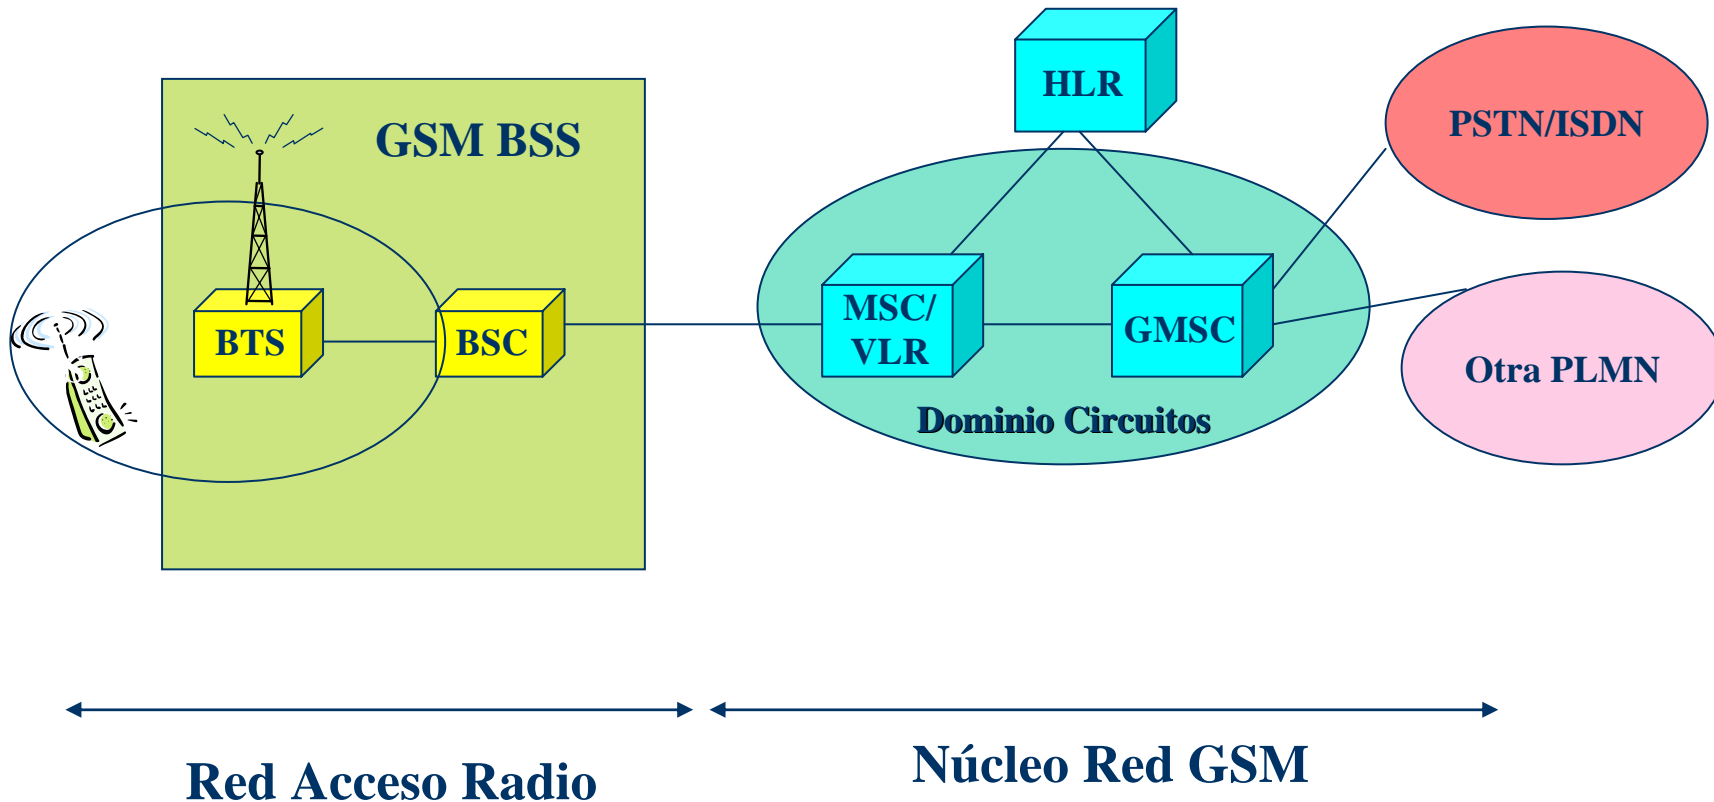 HLR
PSTN/ISDN
GSM BSS
MSC/
VLR
GMSC
BTS
BSC
Otra PLMN
Dominio Circuitos
Red Acceso Radio
Núcleo Red GSM